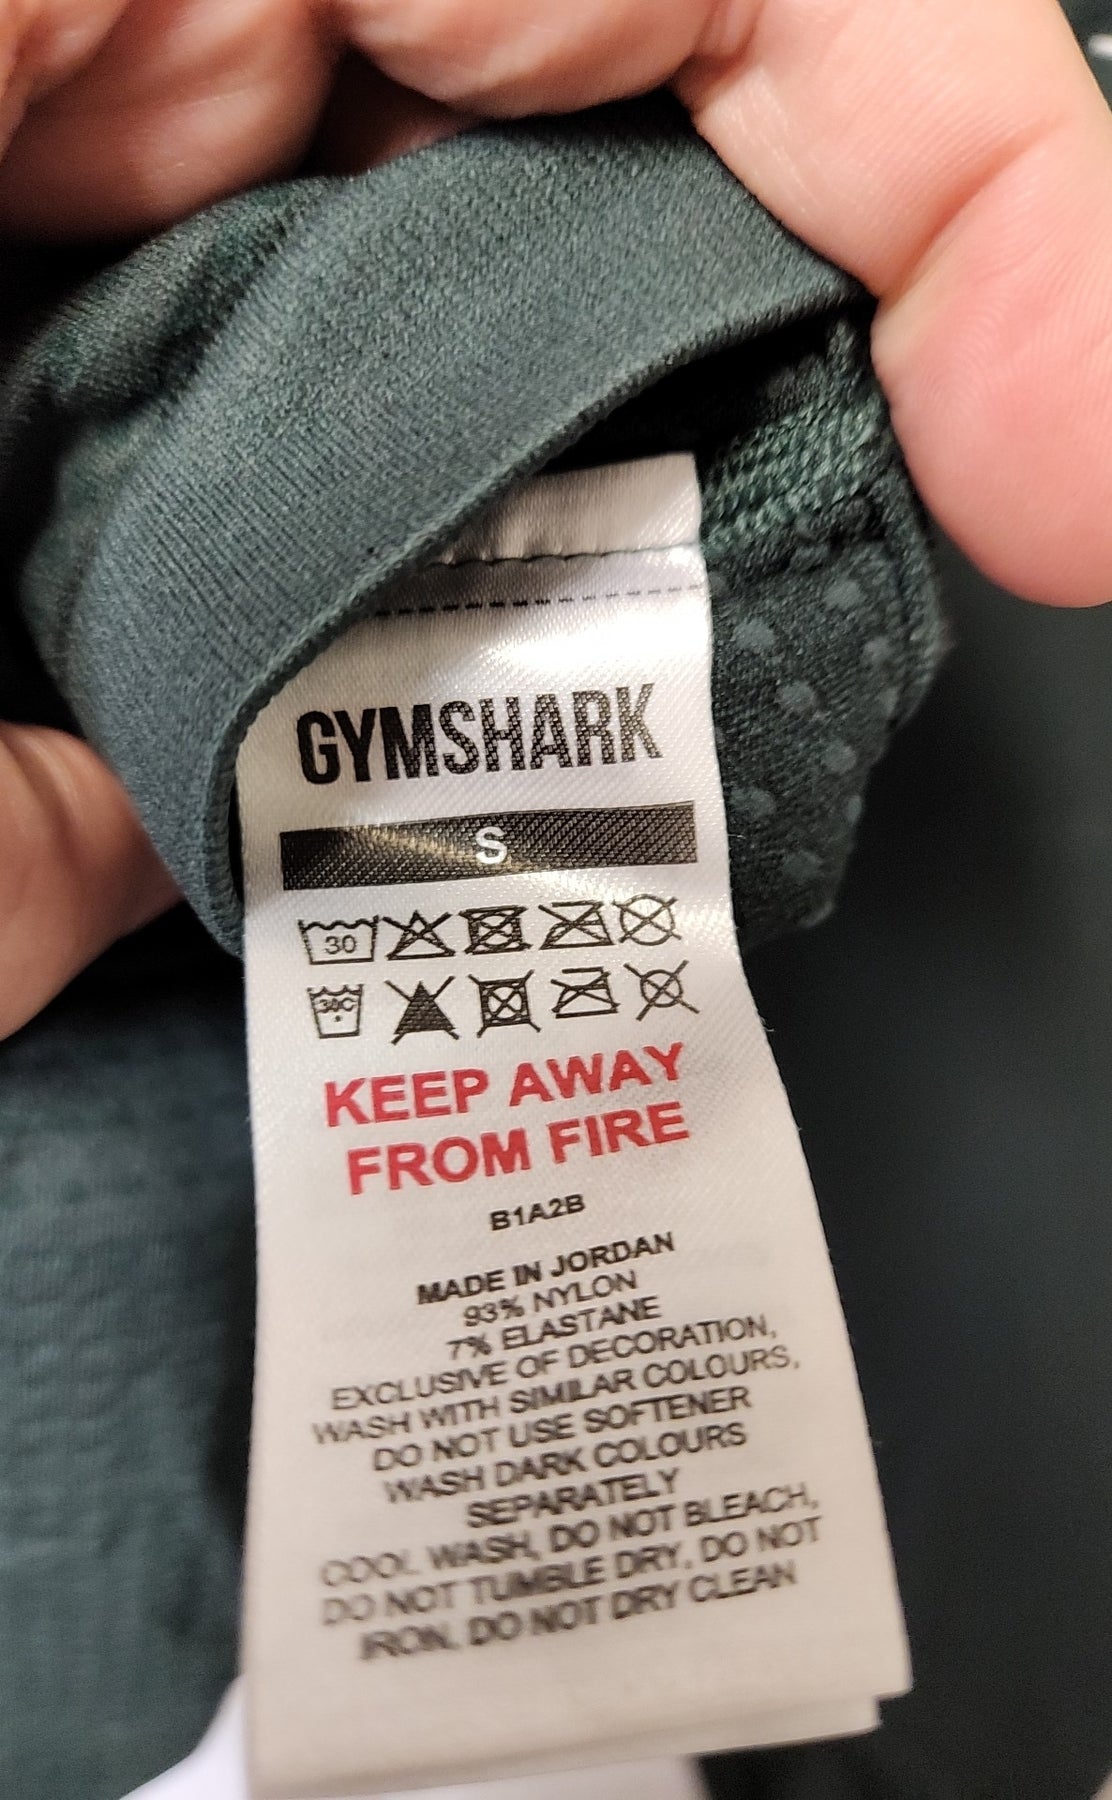 GYMSHARK
S
30
30C
KEEP AWAY
FROM FIRE
B1A2B
MADE IN JORDAN
93% NYLON
7% ELASTANE
EXCLUSIVE OF DECORATION,
WASH WITH SIMILAR COLOURS,
DO NOT USE SOFTENER
WASH DARK COLOURS
SEPARATELY
COOL WASH, DO NOT BLEACH,
DO NOT TUMBLE DRY, DO NOT
IRON, DO NOT DRY CLEAN